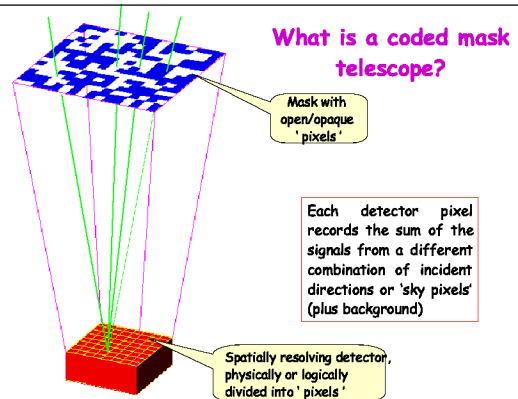 What is a coded mask
telescope?
Mask with
open/opaque
' pixels '
Each detector pixel
records the sum of the
signals from a different
combination of incident
directions or 'sky pixels'
(plus background)
Spatially resolving detector,
physically or logically
divided into ' pixels '